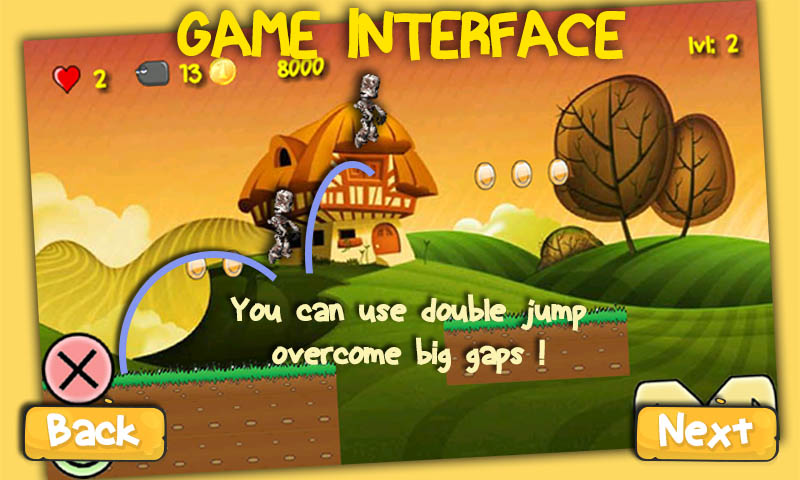 GAME INTERFACE
2
13
8000
lvl: 2
You can use double jump
overcome big gaps !
Back
Next